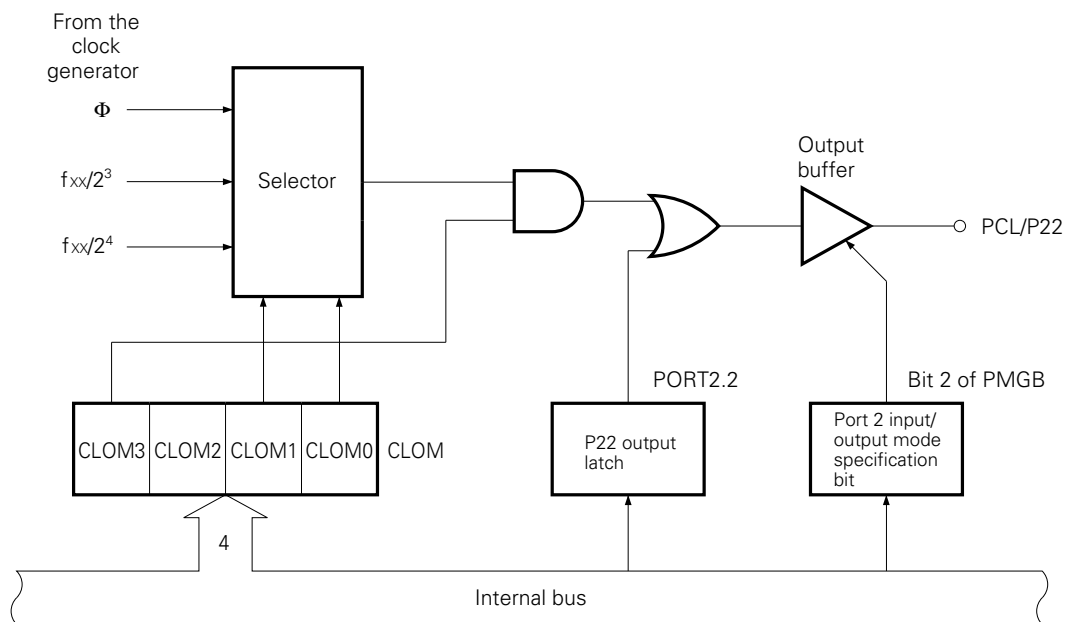 From the
clock
generator
Φ
fxx/2³
fxx/2⁴
Selector
Output
buffer
PCL/P22
PORT2.2
Bit 2 of PMGB
CLOM3 CLOM2 CLOM1 CLOM0 CLOM
P22 output
latch
Port 2 input/
output mode
specification
bit
4
Internal bus